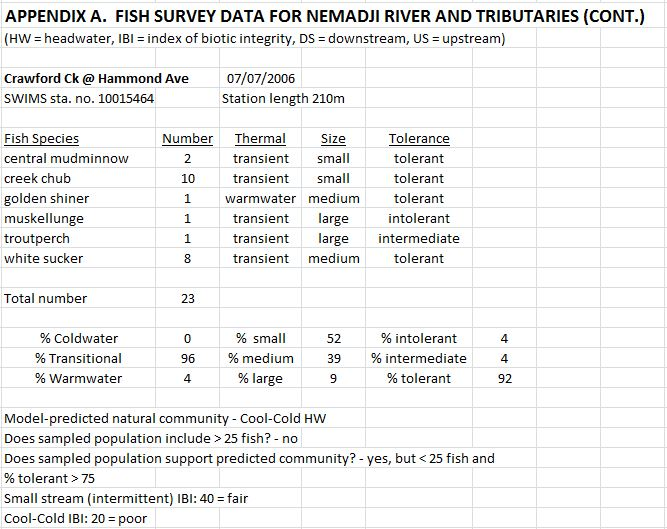 APPENDIX A. FISH SURVEY DATA FOR NEMADJI RIVER AND TRIBUTARIES (CONT.)
(HW = headwater, IBI = index of biotic integrity, DS = downstream, US = upstream)
Crawford Ck @ Hammond Ave 07/07/2006
SWIMS sta. no. 10015464 Station length 210m
Fish Species Number Thermal Size Tolerance
central mudminnow 2 transient small tolerant
creek chub 10 transient small tolerant
golden shiner 1 warmwater medium tolerant
muskellunge 1 transient large intolerant
troutperch 1 transient large intermediate
white sucker 8 transient medium tolerant
Total number 23
% Coldwater 0 % small 52 % intolerant 4
% Transitional 96 % medium 39 % intermediate 4
% Warmwater 4 % large 9 % tolerant 92
Model-predicted natural community - Cool-Cold HW
Does sampled population include > 25 fish? - no
Does sampled population support predicted community? - yes, but < 25 fish and
% tolerant > 75
Small stream (intermittent) IBI: 40 = fair
Cool-Cold IBI: 20 = poor